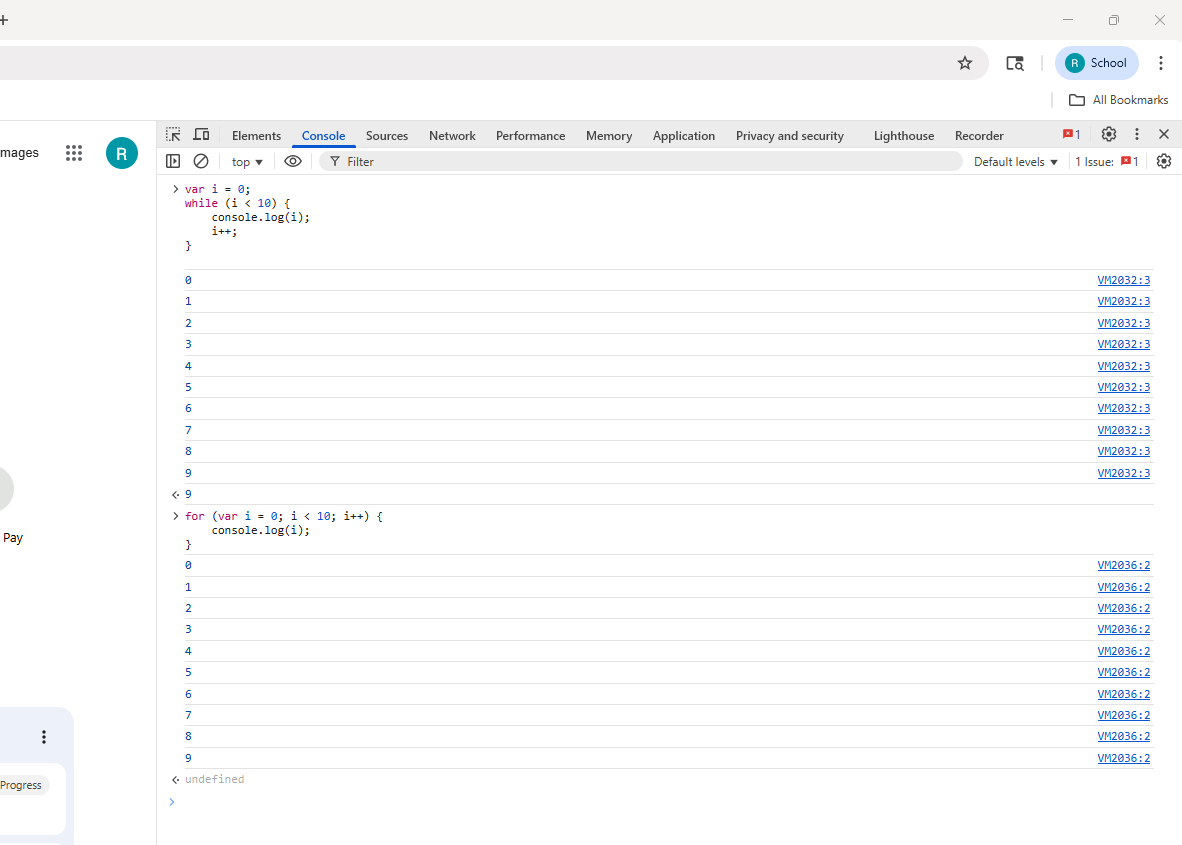 R School
All Bookmarks
mages R
Elements Console Sources Network Performance Memory Application Privacy and security Lighthouse Recorder 1
top Filter Default levels 1 Issue: 1
var i = 0;
while (i < 10) {
    console.log(i);
    i++;
}
0 VM2032:3
1 VM2032:3
2 VM2032:3
3 VM2032:3
4 VM2032:3
5 VM2032:3
6 VM2032:3
7 VM2032:3
8 VM2032:3
9 VM2032:3
9
for (var i = 0; i < 10; i++) {
    console.log(i);
}
Pay
0 VM2036:2
1 VM2036:2
2 VM2036:2
3 VM2036:2
4 VM2036:2
5 VM2036:2
6 VM2036:2
7 VM2036:2
8 VM2036:2
9 VM2036:2
undefined
Progress